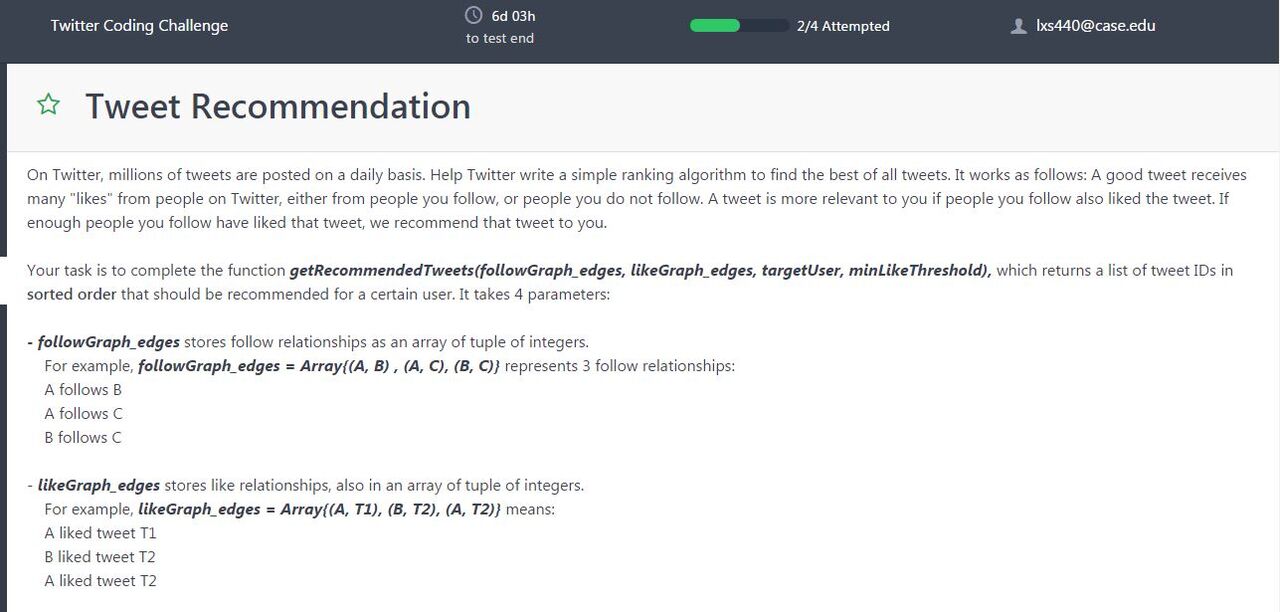 Twitter Coding Challenge
6d 03h
to test end
2/4 Attempted
lxs440@case.edu
Tweet Recommendation
On Twitter, millions of tweets are posted on a daily basis. Help Twitter write a simple ranking algorithm to find the best of all tweets. It works as follows: A good tweet receives
many "likes" from people on Twitter, either from people you follow, or people you do not follow. A tweet is more relevant to you if people you follow also liked the tweet. If
enough people you follow have liked that tweet, we recommend that tweet to you.
Your task is to complete the function getRecommendedTweets(followGraph_edges, likeGraph_edges, targetUser, minLikeThreshold), which returns a list of tweet IDs in
sorted order that should be recommended for a certain user. It takes 4 parameters:
- followGraph_edges stores follow relationships as an array of tuple of integers.
For example, followGraph_edges = Array{(A, B) , (A, C), (B, C)} represents 3 follow relationships:
A follows B
A follows C
B follows C
- likeGraph_edges stores like relationships, also in an array of tuple of integers.
For example, likeGraph_edges = Array{(A, T1), (B, T2), (A, T2)} means:
A liked tweet T1
B liked tweet T2
A liked tweet T2